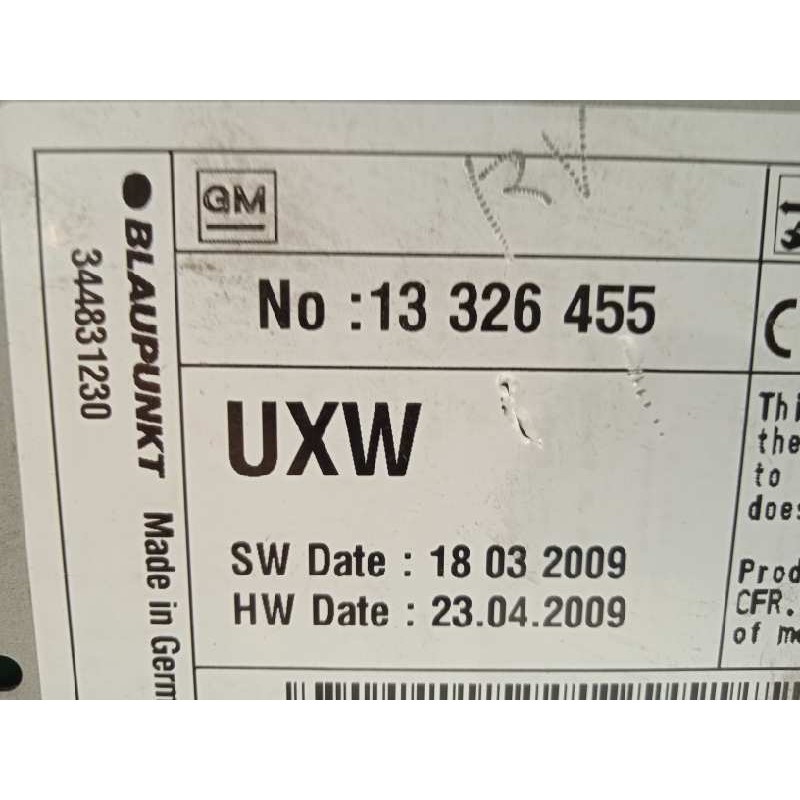 GM
No :13 326 455
UXW
SW Date : 18 03 2009
HW Date : 23.04.2009
BLAUPUNKT Made in Germ
344831230
Thi
the
to
does
Prod
CFR.
of me